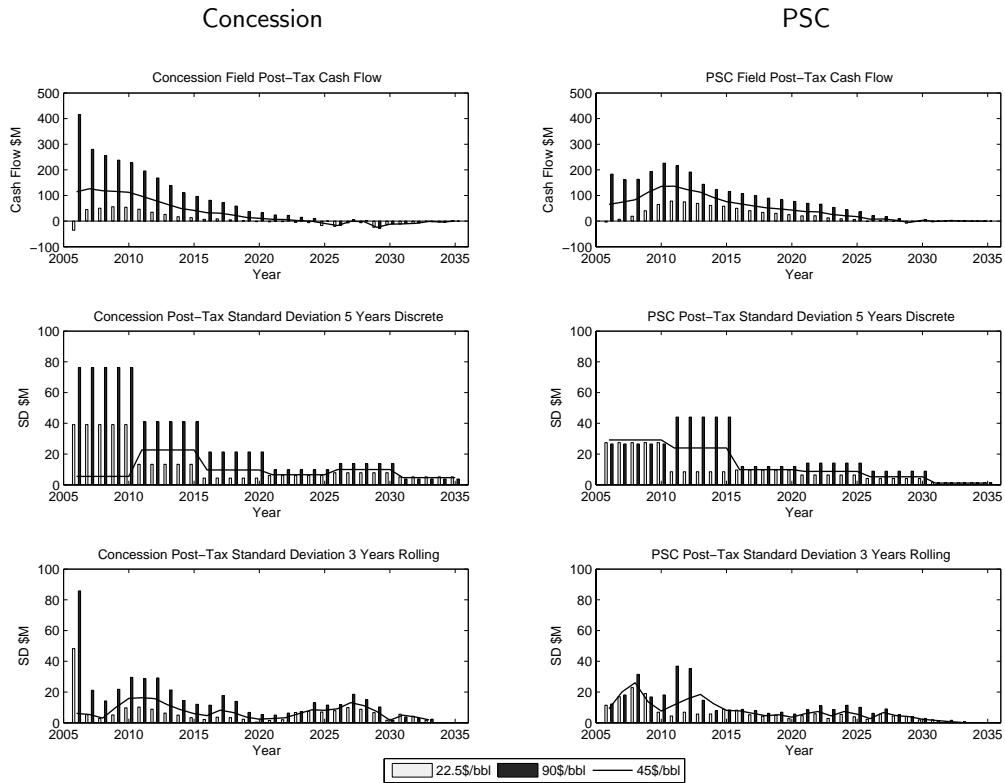 Concession
PSC
Concession Field Post−Tax Cash Flow
500
400
300
200
100
0
−100
Cash Flow $M
2005 2010 2015 2020 2025 2030 2035
Year
PSC Field Post−Tax Cash Flow
500
400
300
200
100
0
−100
Cash Flow $M
2005 2010 2015 2020 2025 2030 2035
Year
Concession Post−Tax Standard Deviation 5 Years Discrete
100
80
60
40
20
0
SD $M
2005 2010 2015 2020 2025 2030 2035
Year
PSC Post−Tax Standard Deviation 5 Years Discrete
100
80
60
40
20
0
SD $M
2005 2010 2015 2020 2025 2030 2035
Year
Concession Post−Tax Standard Deviation 3 Years Rolling
100
80
60
40
20
0
SD $M
2005 2010 2015 2020 2025 2030 2035
Year
PSC Post−Tax Standard Deviation 3 Years Rolling
100
80
60
40
20
0
SD $M
2005 2010 2015 2020 2025 2030 2035
Year
22.5$/bbl 90$/bbl 45$/bbl